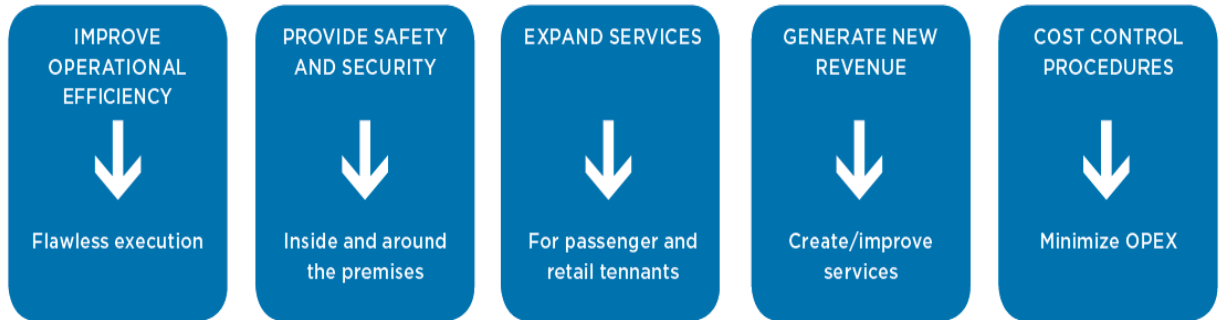 IMPROVE
OPERATIONAL
EFFICIENCY
Flawless execution
PROVIDE SAFETY
AND SECURITY
Inside and around
the premises
EXPAND SERVICES
For passenger and
retail tennants
GENERATE NEW
REVENUE
Create/improve
services
COST CONTROL
PROCEDURES
Minimize OPEX